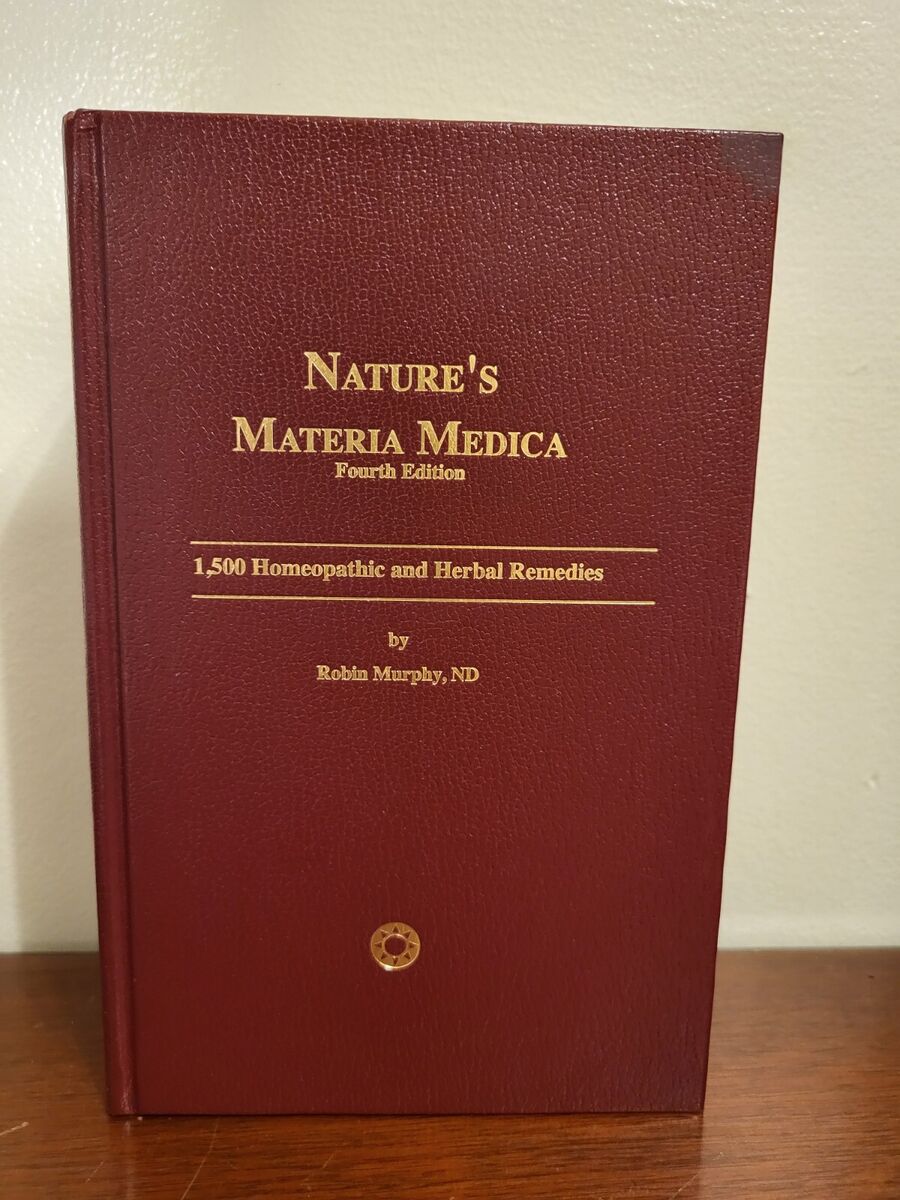 NATURE'S
MATERIA MEDICA
Fourth Edition
1,500 Homeopathic and Herbal Remedies
by
Robin Murphy, ND